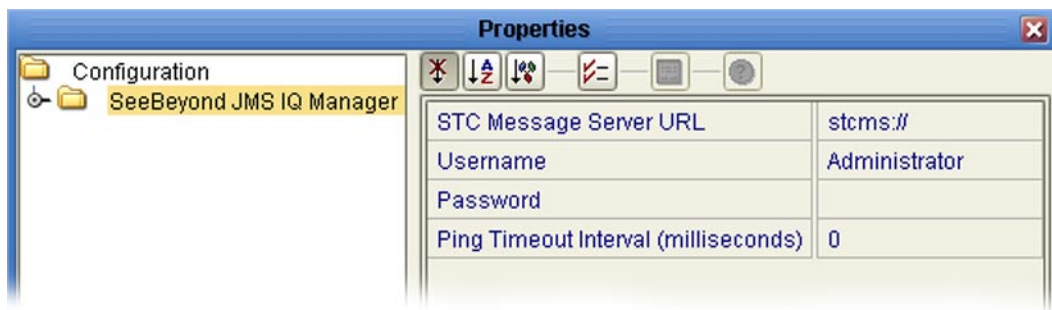 Properties
Configuration
SeeBeyond JMS IQ Manager
STC Message Server URL stcms://
Username Administrator
Password
Ping Timeout Interval (milliseconds) 0